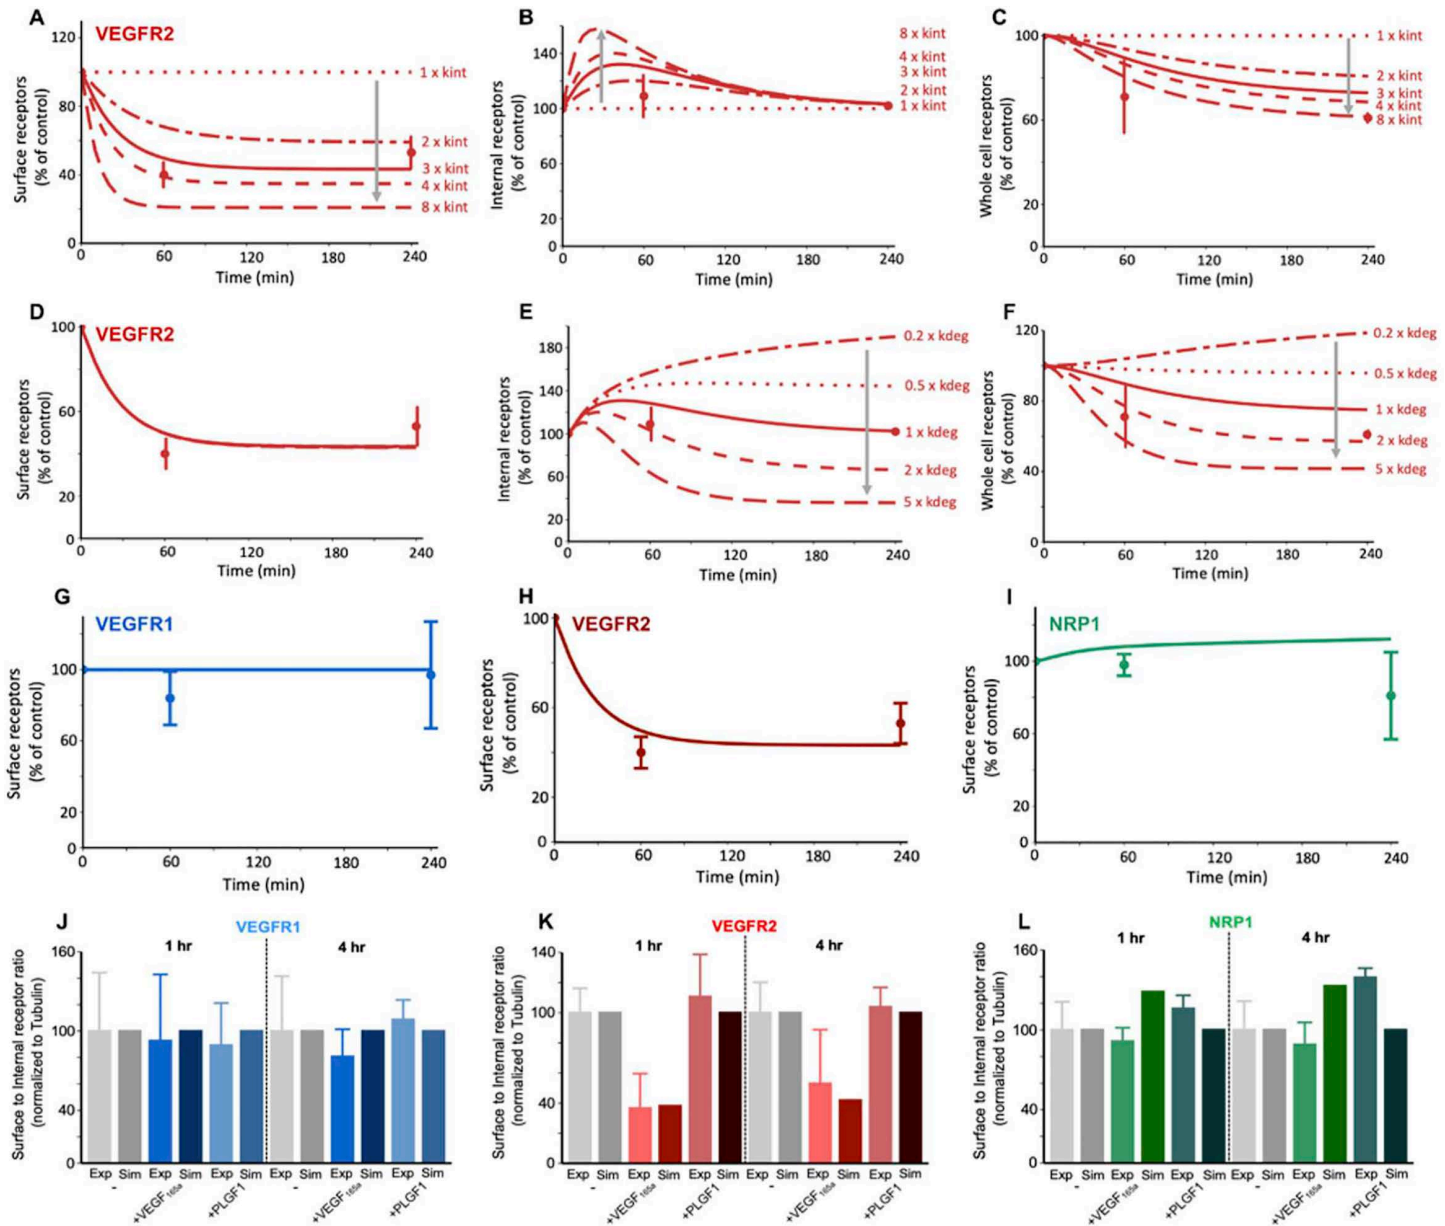 A
VEGFR2
Surface receptors
(% of control)
120
80
40
0
0
60
120
180
240
Time (min)
1 x kint
2 x kint
3 x kint
4 x kint
8 x kint
B
Internal receptors
(% of control)
140
100
60
20
0
0
60
120
180
240
Time (min)
8 x kint
4 x kint
3 x kint
2 x kint
1 x kint
C
Whole cell receptors
(% of control)
100
60
20
0
0
60
120
180
240
Time (min)
1 x kint
2 x kint
3 x kint
4 x kint
8 x kint
D
VEGFR2
Surface receptors
(% of control)
100
60
20
0
0
60
120
180
240
Time (min)
E
Internal receptors
(% of control)
180
140
100
60
20
0
0
60
120
180
240
Time (min)
0.2 x kdeg
0.5 x kdeg
1 x kdeg
2 x kdeg
5 x kdeg
F
Whole cell receptors
(% of control)
120
80
40
0
0
60
120
180
240
Time (min)
0.2 x kdeg
0.5 x kdeg
1 x kdeg
2 x kdeg
5 x kdeg
G
VEGFR1
Surface receptors
(% of control)
100
60
20
0
0
60
120
180
240
Time (min)
H
VEGFR2
Surface receptors
(% of control)
100
60
20
0
0
60
120
180
240
Time (min)
I
NRP1
Surface receptors
(% of control)
100
60
20
0
0
60
120
180
240
Time (min)
J
VEGFR1
1 hr
4 hr
Surface to Internal receptor ratio
(normalized to Tubulin)
160
100
40
0
Exp Sim Exp Sim Exp Sim Exp Sim Exp Sim Exp Sim
- +VEGF165a +PLGF1 - +VEGF165a +PLGF1
K
VEGFR2
1 hr
4 hr
Surface to Internal receptor ratio
(normalized to Tubulin)
140
100
40
0
Exp Sim Exp Sim Exp Sim Exp Sim Exp Sim Exp Sim
- +VEGF165a +PLGF1 - +VEGF165a +PLGF1
L
NRP1
1 hr
4 hr
Surface to Internal receptor ratio
(normalized to Tubulin)
160
100
40
0
Exp Sim Exp Sim Exp Sim Exp Sim Exp Sim Exp Sim
- +VEGF165a +PLGF1 - +VEGF165a +PLGF1